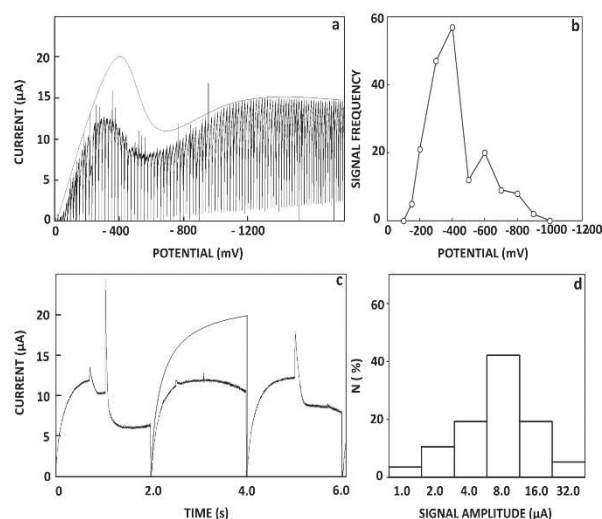 a
CURRENT (µA)
20
15
10
5
0
0 - 400 - 800 - 1200
POTENTIAL (mV)
b
SIGNAL FREQUENCY
60
40
20
0
0 -200 -400 -600 -800 -1000 -1200
POTENTIAL (mV)
c
CURRENT (µA)
25
20
15
10
5
0
0 2.0 4.0 6.0
TIME (s)
d
N ( %)
60
40
20
0
1.0 2.0 4.0 8.0 16.0 32.0
SIGNAL AMPLITUDE (µA)